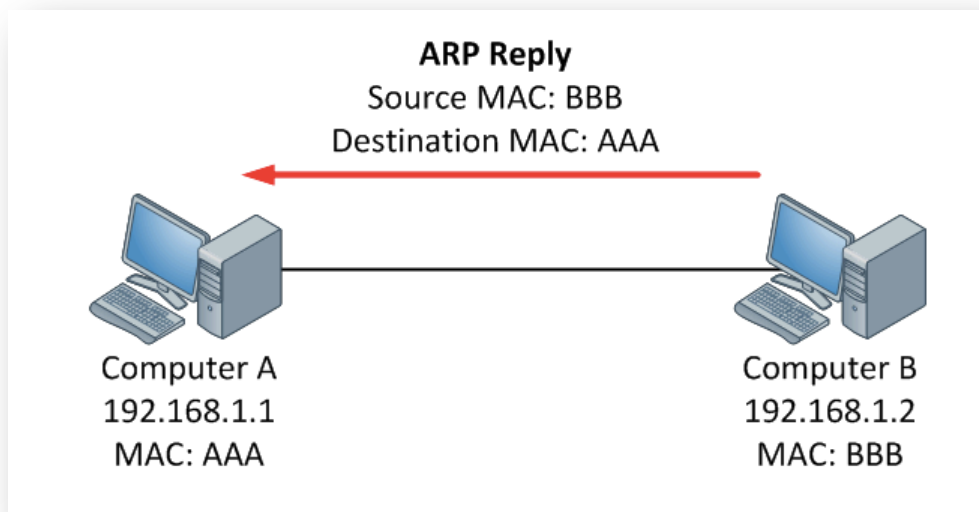 ARP Reply
Source MAC: BBB
Destination MAC: AAA
Computer A
192.168.1.1
MAC: AAA
Computer B
192.168.1.2
MAC: BBB